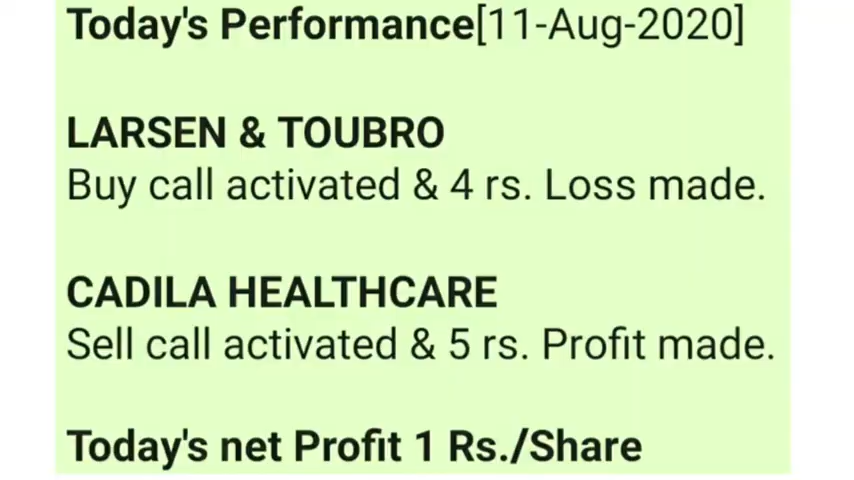 Today's Performance[11-Aug-2020]
LARSEN & TOUBRO
Buy call activated & 4 rs. Loss made.
CADILA HEALTHCARE
Sell call activated & 5 rs. Profit made.
Today's net Profit 1 Rs./Share